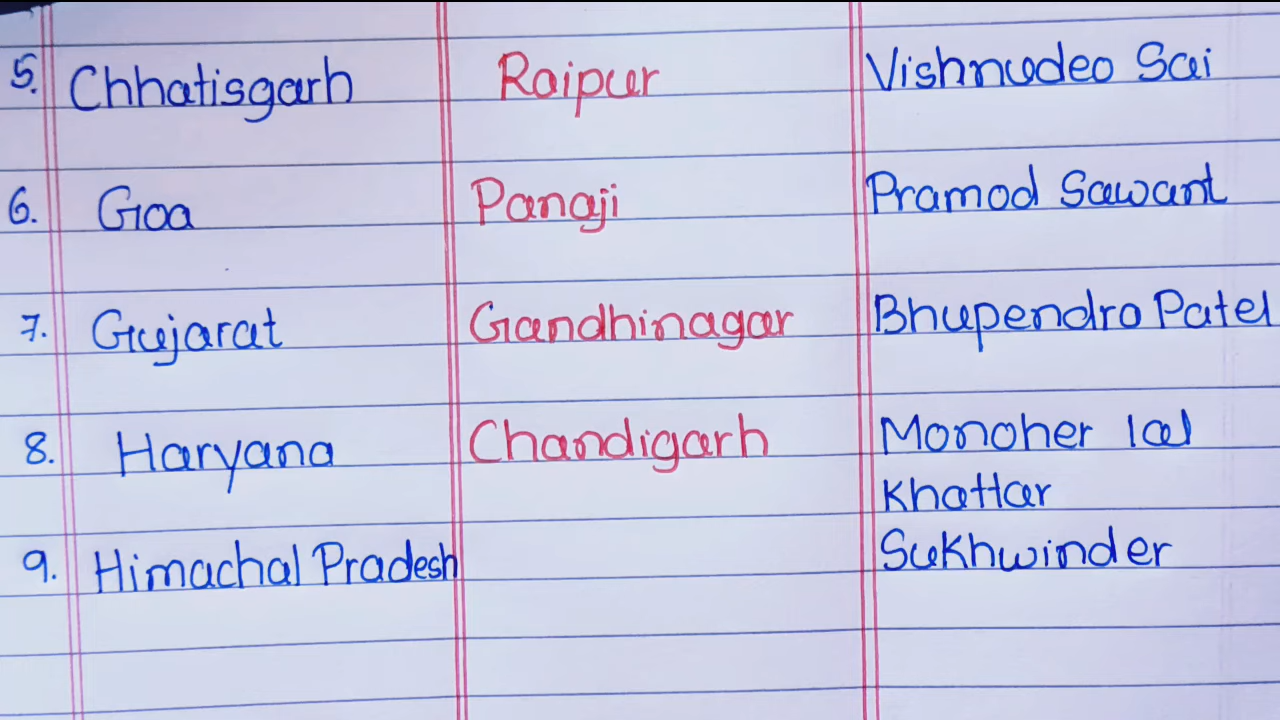 5. Chhatisgarh Raipur Vishnudeo Sai
6. Goa Panaji Pramod Sawant
7. Gujarat Gandhinagar Bhupendra Patel
8. Haryana Chandigarh Monoher lal
Khattar
9. Himachal Pradesh Sukhwinder